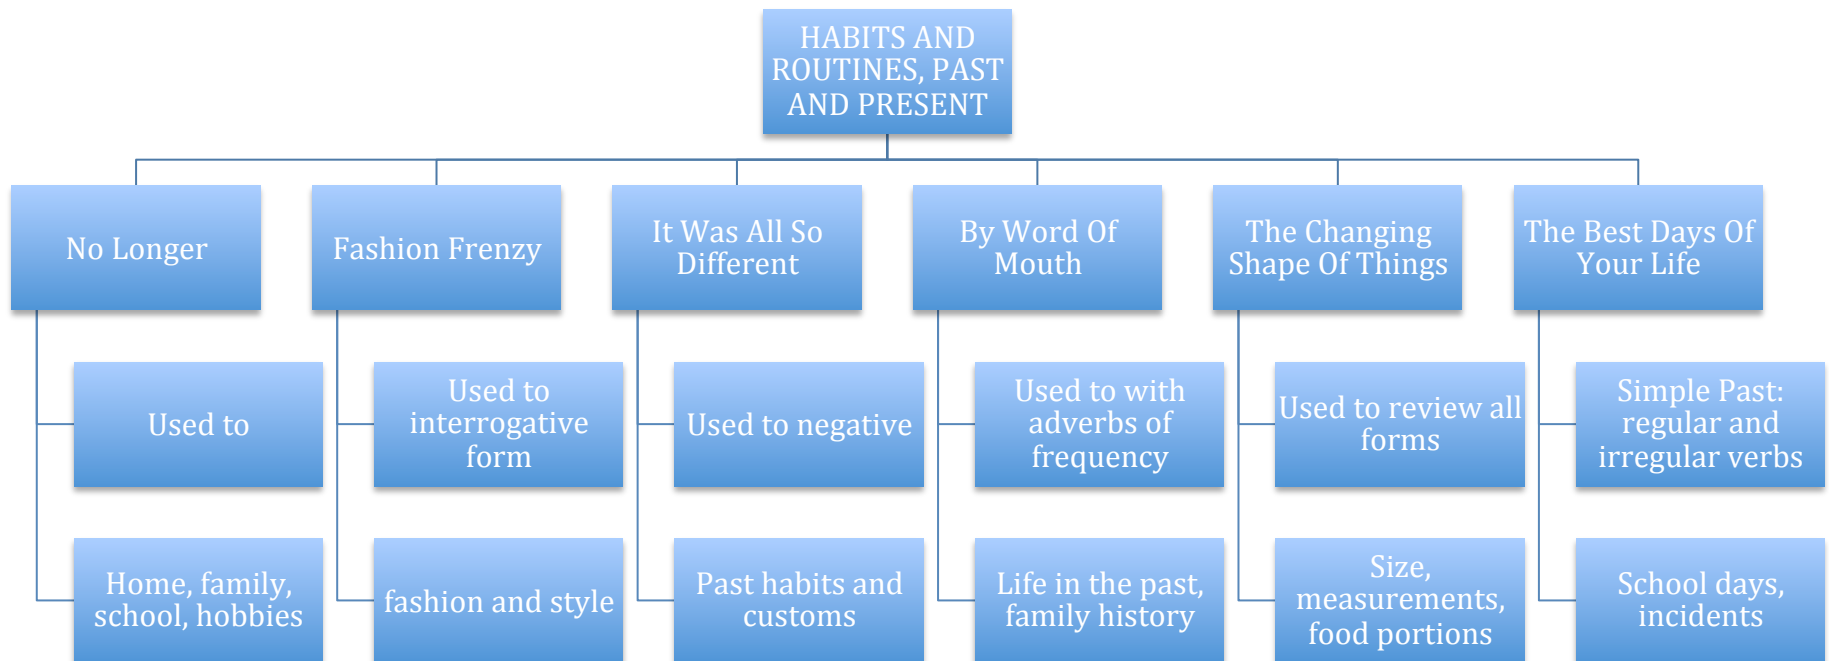 HABITS AND
ROUTINES, PAST
AND PRESENT
No Longer
Fashion Frenzy
It Was All So
Different
By Word Of
Mouth
The Changing
Shape Of Things
The Best Days Of
Your Life
Used to
Used to
interrogative
form
Used to negative
Used to with
adverbs of
frequency
Used to review all
forms
Simple Past:
regular and
irregular verbs
Home, family,
school, hobbies
fashion and style
Past habits and
customs
Life in the past,
family history
Size,
measurements,
food portions
School days,
incidents